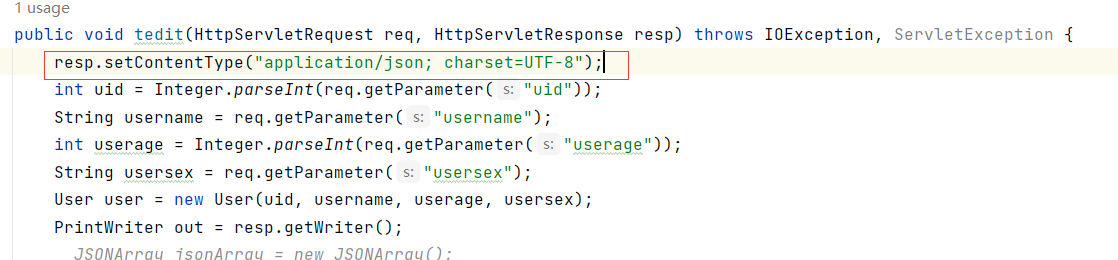 1 usage
public void tedit(HttpServletRequest req, HttpServletResponse resp) throws IOException, ServletException {
resp.setContentType("application/json; charset=UTF-8");
int uid = Integer.parseInt(req.getParameter( s: "uid"));
String username = req.getParameter( s: "username");
int userage = Integer.parseInt(req.getParameter( s: "userage"));
String usersex = req.getParameter( s: "usersex");
User user = new User(uid, username, userage, usersex);
PrintWriter out = resp.getWriter();
JSONArray jsonArray = new JSONArray();